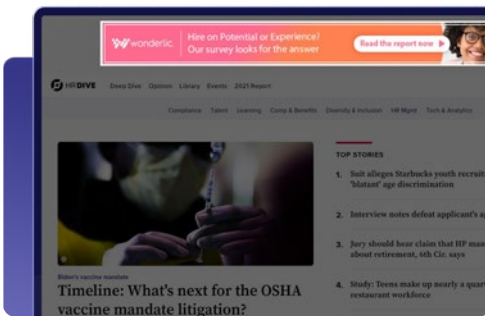 wonderlic
Hire on Potential or Experience?
Our survey looks for the answer
Read the report now
HR DIVE
Deep Dive Opinion Library Events 2021 Report
Compliance Talent Learning Comp & Benefits Diversity & Inclusion HR Mgmt Tech & Analytics
TOP STORIES
1. Suit alleges Starbucks youth recruiti
'blatant' age discrimination
2. Interview notes defeat applicant's a
3. Jury should hear claim that HP man
about retirement, 6th Cir. says
4. Study: Teens make up nearly a quar
restaurant workforce
Biden's vaccine mandate
Timeline: What's next for the OSHA
vaccine mandate litigation?